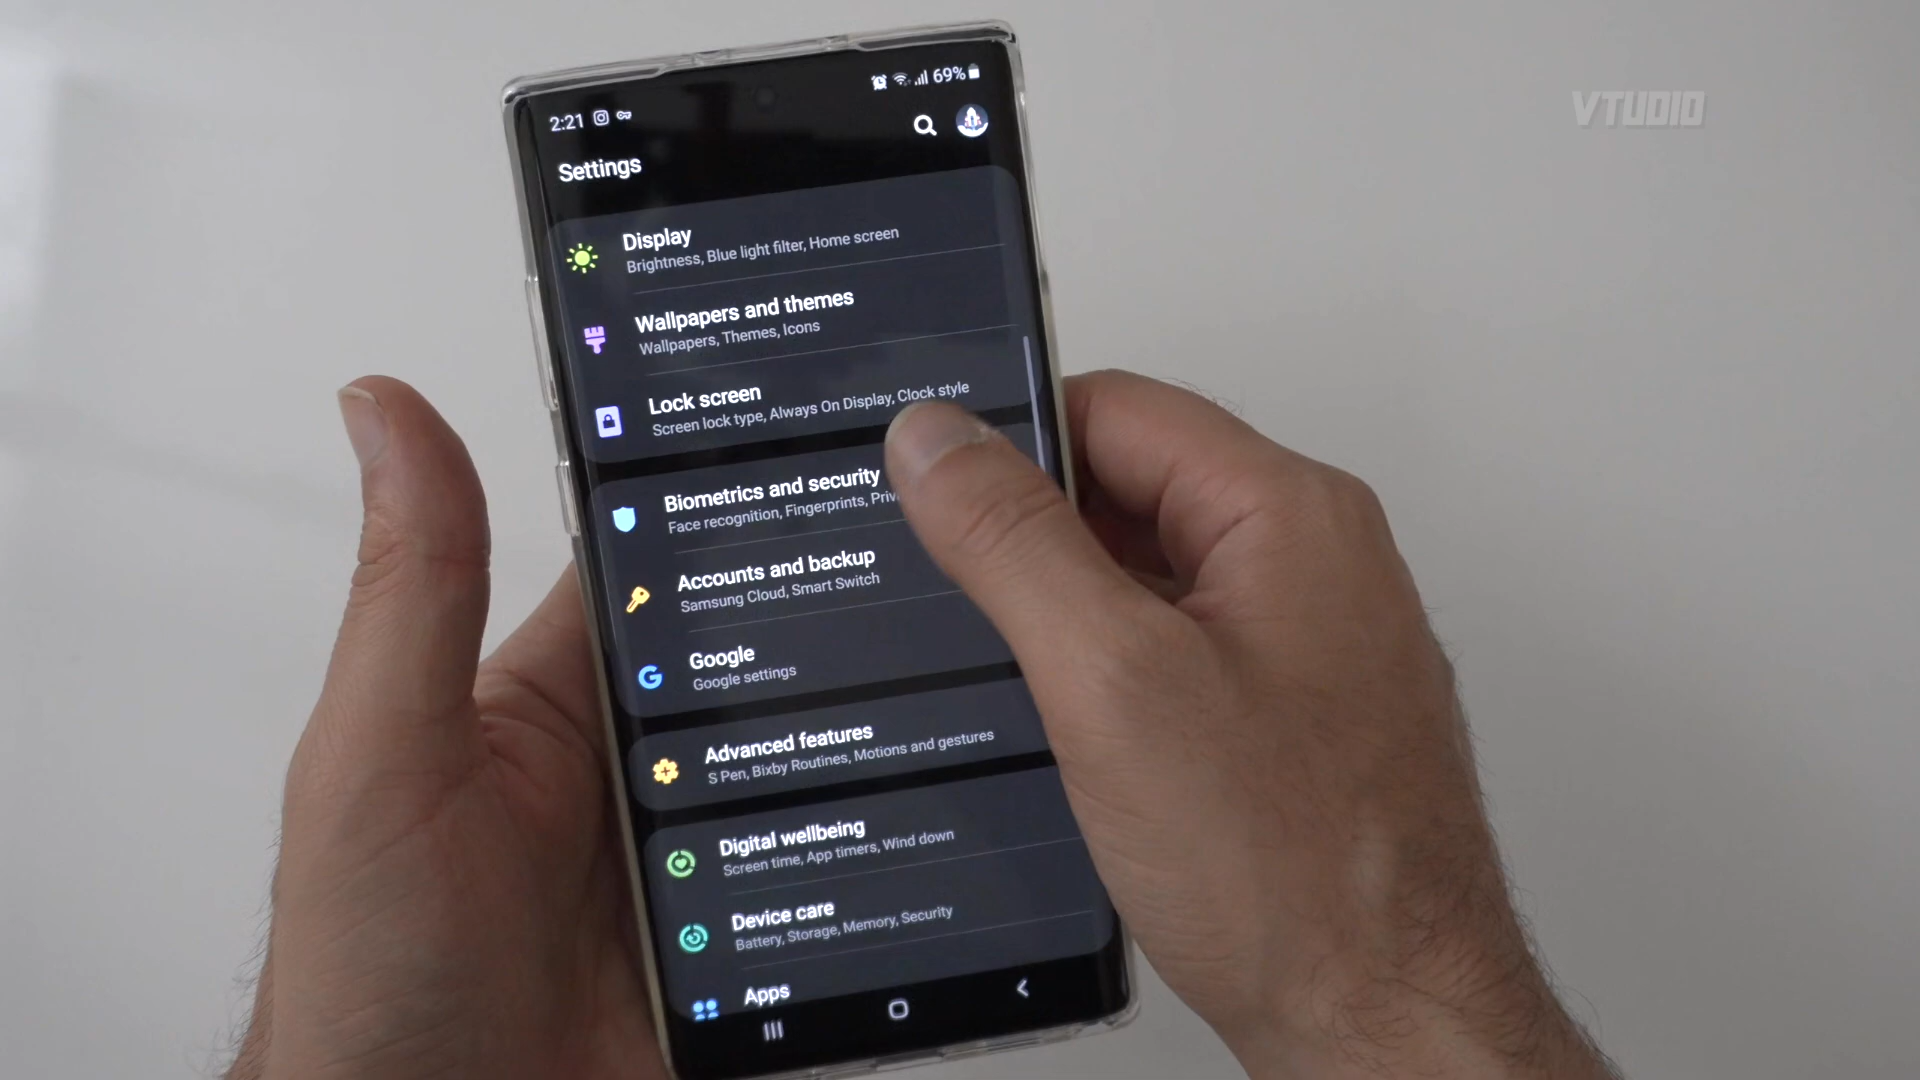 VTUDIO
69%
2:21
Settings
Display
Brightness, Blue light filter, Home screen
Wallpapers and themes
Wallpapers, Themes, Icons
Lock screen
Screen lock type, Always On Display, Clock style
Biometrics and security
Face recognition, Fingerprints,
Accounts and backup
Samsung Cloud, Smart Switch
Google
Google settings
Advanced features
S Pen, Bixby Routines, Motions and gestures
Digital wellbeing
Screen time, App timers, Wind down
Device care
Battery, Storage, Memory, Security
Apps